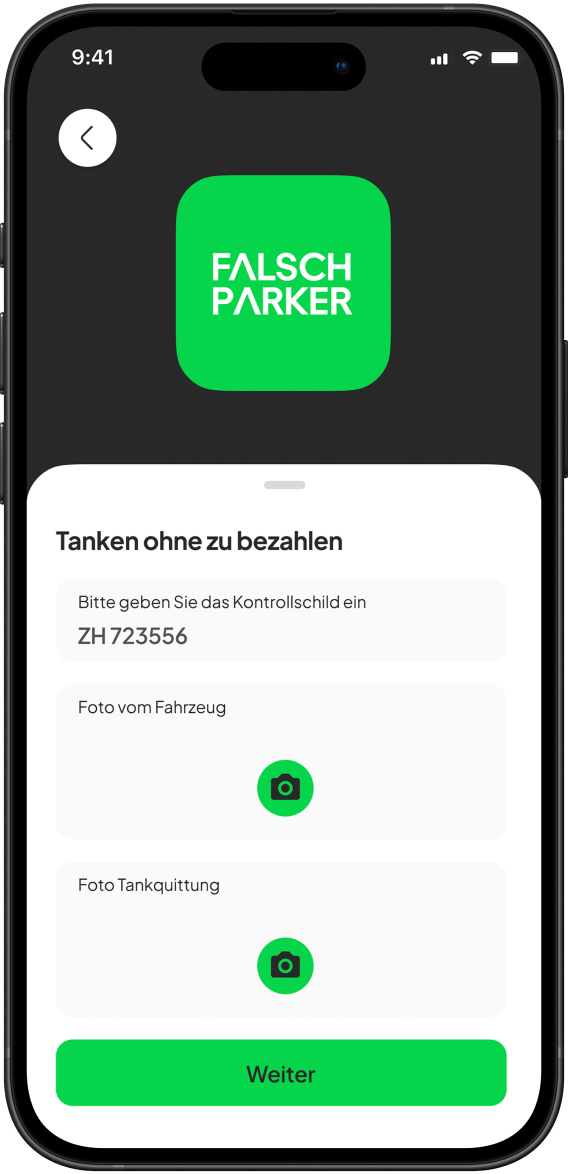 9:41
FALSCH
PARKER
Tanken ohne zu bezahlen
Bitte geben Sie das Kontrollschild ein
ZH 723556
Foto vom Fahrzeug
Foto Tankquittung
Weiter